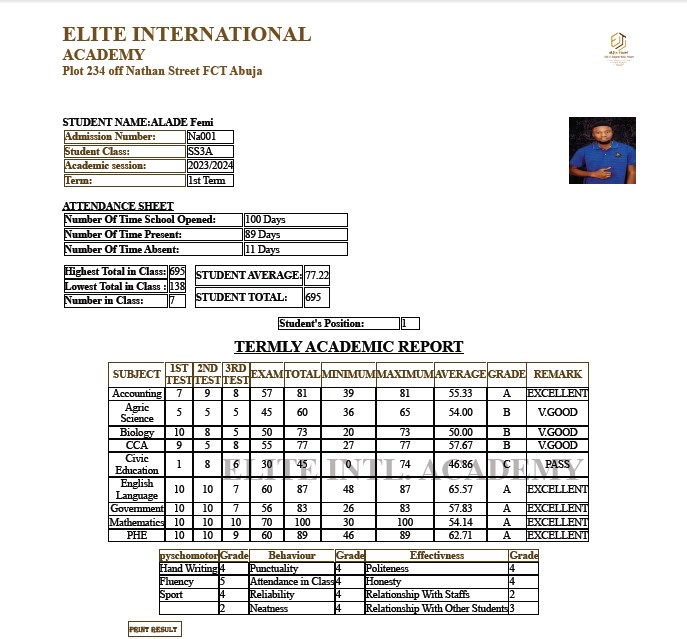 ELITE INTERNATIONAL
ACADEMY
Plot 234 off Nathan Street FCT Abuja
STUDENT NAME:ALADE Femi
Admission Number: Na001
Student Class: SS3A
Academic session: 2023/2024
Term: 1st Term
ATTENDANCE SHEET
Number Of Time School Opened: 100 Days
Number Of Time Present: 89 Days
Number Of Time Absent: 11 Days
Highest Total in Class: 695
Lowest Total in Class : 138
Number in Class: 7
STUDENT AVERAGE: 77.22
STUDENT TOTAL: 695
Student's Position: 1
TERMLY ACADEMIC REPORT
SUBJECT 1ST TEST 2ND TEST 3RD TEST EXAM TOTAL MINIMUM MAXIMUM AVERAGE GRADE REMARK
Accounting 7 9 8 57 81 39 81 55.33 A EXCELLENT
Agric Science 5 5 5 45 60 36 65 54.00 B V.GOOD
Biology 10 8 5 50 73 20 73 50.00 B V.GOOD
CCA 9 5 8 55 77 27 77 57.67 B V.GOOD
Civic Education 1 8 6 30 45 0 74 46.86 C PASS
ELITE INTL. ACADEMY
English Language 10 10 7 60 87 48 87 65.57 A EXCELLENT
Government 10 10 7 56 83 26 83 57.83 A EXCELLENT
Mathematics 10 10 10 70 100 30 100 54.14 A EXCELLENT
PHE 10 10 9 60 89 46 89 62.71 A EXCELLENT
pyschomotor Grade Behaviour Grade Effectivness Grade
Hand Writing 4 Punctuality 4 Politeness 4
Fluency 5 Attendance in Class 4 Honesty 4
Sport 4 Reliability 4 Relationship With Staffs 2
2 Neatness 4 Relationship With Other Students 3
PRINT RESULT